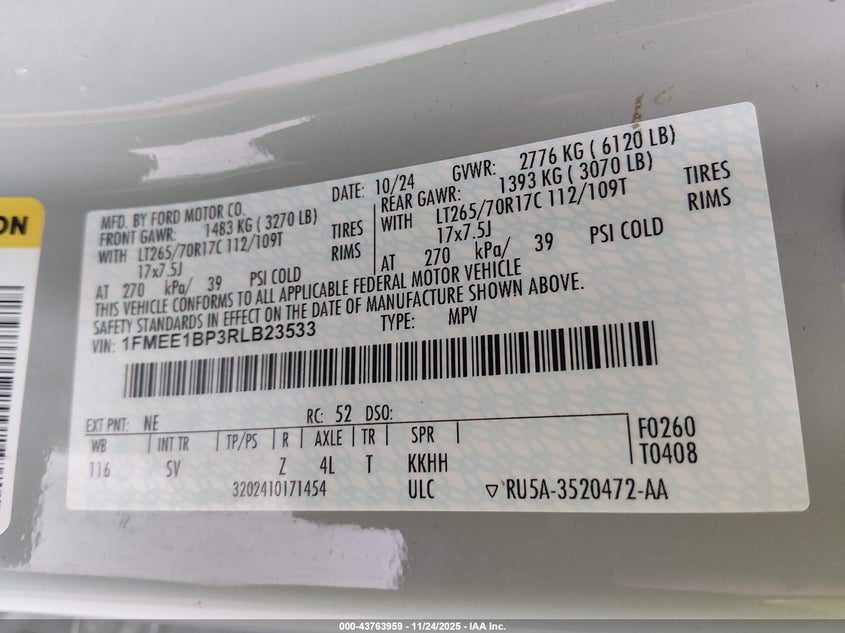 ON
MFD. BY FORD MOTOR CO.
DATE: 10/24
GVWR: 2776 KG ( 6120 LB)
FRONT GAWR: 1483 KG ( 3270 LB)
WITH LT265/70R17C 112/109T TIRES
17x7.5J RIMS
AT 270 kPa/ 39 PSI COLD
REAR GAWR: 1393 KG ( 3070 LB)
WITH LT265/70R17C 112/109T TIRES
17x7.5J RIMS
AT 270 kPa/ 39 PSI COLD
THIS VEHICLE CONFORMS TO ALL APPLICABLE FEDERAL MOTOR VEHICLE
SAFETY STANDARDS IN EFFECT ON THE DATE OF MANUFACTURE SHOWN ABOVE.
VIN: 1FMEE1BP3RLB23533 TYPE: MPV
EXT PNT: NE RC: 52 DSO:
WB INT TR TP/PS R AXLE TR SPR
116 SV Z 4L T KKHH
F0260
T0408
3202410171454 ULC ▽RU5A-3520472-AA
000-43763959 - 11/24/2025 - IAA Inc.